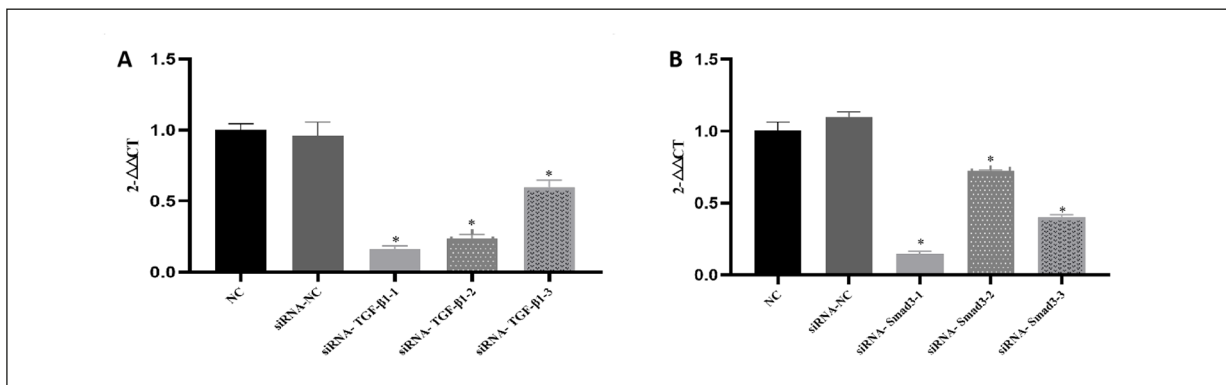 A
2-△△CT
1.5
1.0
0.5
0.0
*
*
*
NC
siRNA-NC
siRNA- TGF-β1-1
siRNA- TGF-β1-2
siRNA- TGF-β1-3
B
2-△△CT
1.5
1.0
0.5
0.0
*
*
*
NC
siRNA-NC
siRNA- Smad3-1
siRNA- Smad3-2
siRNA- Smad3-3